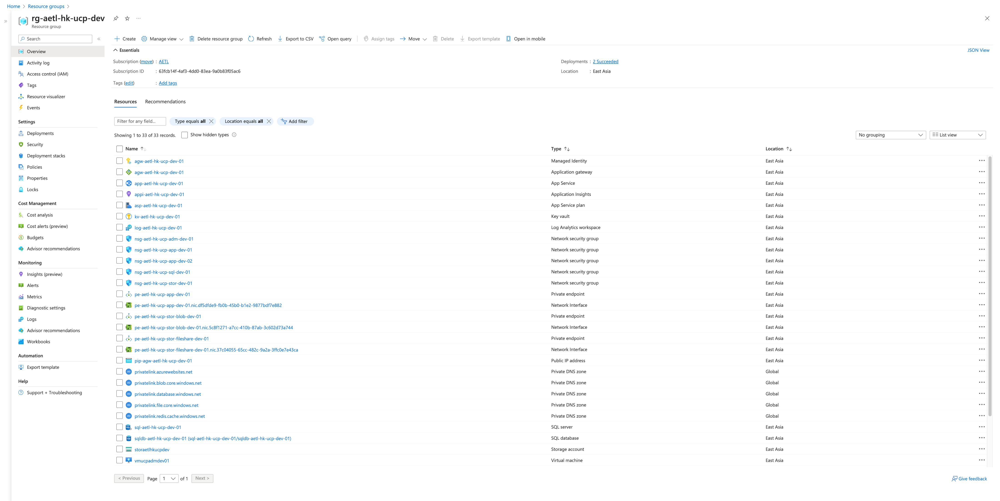 Home > Resource groups >
rg-aetl-hk-ucp-dev
Resource group
Search
Create Manage view Delete resource group Refresh Export to CSV Open query Assign tags Move Delete Export template Open in mobile
Overview
Activity log
Access control (IAM)
Tags
Resource visualizer
Events
Settings
Deployments
Security
Deployment stacks
Policies
Properties
Locks
Cost Management
Cost analysis
Cost alerts (preview)
Budgets
Advisor recommendations
Monitoring
Insights (preview)
Alerts
Metrics
Diagnostic settings
Logs
Advisor recommendations
Workbooks
Automation
Export template
Help
Support + Troubleshooting
Essentials JSON View
Subscription (move) : AETL Deployments : 2 Succeeded
Subscription ID : 63fcb14f-4af3-4dd0-83ea-9a0b83f05ac6 Location : East Asia
Tags (edit) : Add tags
Resources Recommendations
Filter for any field... Type equals all Location equals all Add filter
Showing 1 to 33 of 33 records. Show hidden types No grouping List view
Name Type Location
agw-aetl-hk-ucp-dev-01 Managed Identity East Asia
agw-aetl-hk-ucp-dev-01 Application gateway East Asia
app-aetl-hk-ucp-dev-01 App Service East Asia
appi-aetl-hk-ucp-dev-01 Application Insights East Asia
asp-aetl-hk-ucp-dev-01 App Service plan East Asia
kv-aetl-hk-ucp-dev-01 Key vault East Asia
log-aetl-hk-ucp-dev-01 Log Analytics workspace East Asia
nsg-aetl-hk-ucp-adm-dev-01 Network security group East Asia
nsg-aetl-hk-ucp-app-dev-01 Network security group East Asia
nsg-aetl-hk-ucp-app-dev-02 Network security group East Asia
nsg-aetl-hk-ucp-sql-dev-01 Network security group East Asia
nsg-aetl-hk-ucp-stor-dev-01 Network security group East Asia
pe-aetl-hk-ucp-app-dev-01 Private endpoint East Asia
pe-aetl-hk-ucp-app-dev-01.nic.df5dfde9-fb0b-45b0-b1e2-9877bdf7e882 Network Interface East Asia
pe-aetl-hk-ucp-stor-blob-dev-01 Private endpoint East Asia
pe-aetl-hk-ucp-stor-blob-dev-01.nic.5c8f1271-a7cc-410b-87ab-3c602d73a744 Network Interface East Asia
pe-aetl-hk-ucp-stor-fileshare-dev-01 Private endpoint East Asia
pe-aetl-hk-ucp-stor-fileshare-dev-01.nic.37c04055-65cc-482c-9a2a-3ffc0e7e43ca Network Interface East Asia
pip-agw-aetl-hk-ucp-dev-01 Public IP address East Asia
privatelink.azurewebsites.net Private DNS zone Global
privatelink.blob.core.windows.net Private DNS zone Global
privatelink.database.windows.net Private DNS zone Global
privatelink.file.core.windows.net Private DNS zone Global
privatelink.redis.cache.windows.net Private DNS zone Global
sql-aetl-hk-ucp-dev-01 SQL server East Asia
sqldb-aetl-hk-ucp-dev-01 (sql-aetl-hk-ucp-dev-01/sqldb-aetl-hk-ucp-dev-01) SQL database East Asia
storaetlhkucpdev Storage account East Asia
vmucpadmdev01 Virtual machine East Asia
< Previous Page 1 of 1 Next > Give feedback